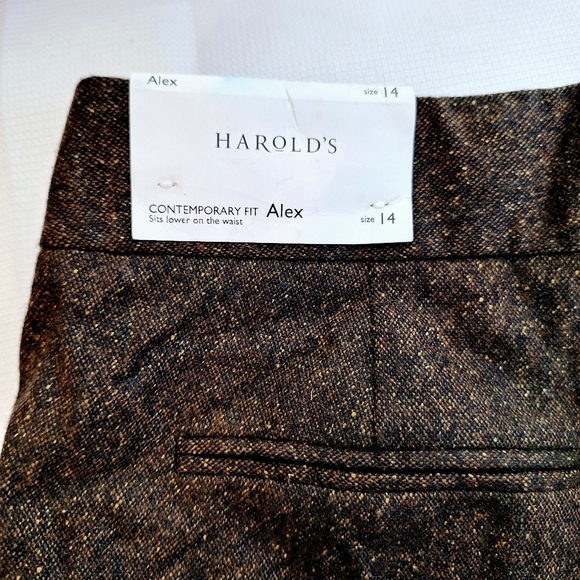 Alex size 14
HAROLD'S
CONTEMPORARY FIT Alex
Sits lower on the waist size 14